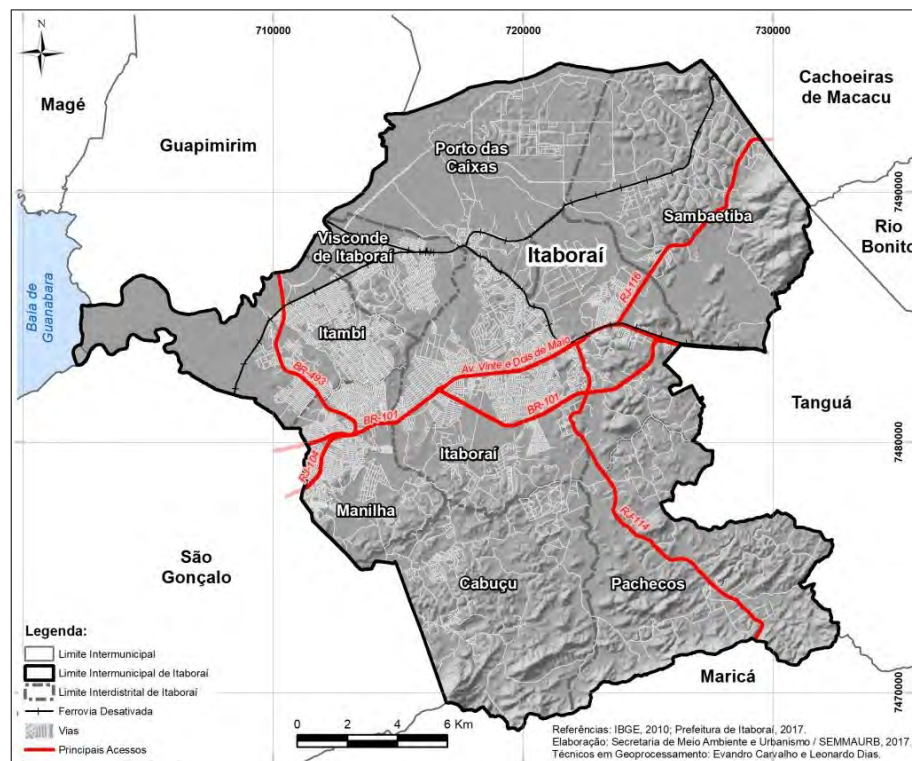 N
710000
720000
730000
Magé
Guapimirim
Cachoeiras
de Macacu
Porto das
Caixas
7490000
Sambaetiba
Rio
Bonito
Visconde
de Itaboraí
Itaboraí
Baía de
Guanabara
RJ-116
Itambi
Av. Vinte e Dois de Maio
BR-493
BR-101
BR-101
Tanguá
7480000
RJ-104
Itaboraí
Manilha
RJ-114
São
Gonçalo
Cabuçu
Pachecos
Maricá
7470000
Legenda:
Limite Intermunicipal
Limite Intermunicipal de Itaboraí
Limite Interdistrital de Itaboraí
Ferrovia Desativada
Vias
Principais Acessos
0 2 4 6 Km
Referências: IBGE, 2010; Prefeitura de Itaboraí, 2017.
Elaboração: Secretaria de Meio Ambiente e Urbanismo / SEMMAURB, 2017.
Técnicos em Geoprocessamento: Evandro Carvalho e Leonardo Dias.